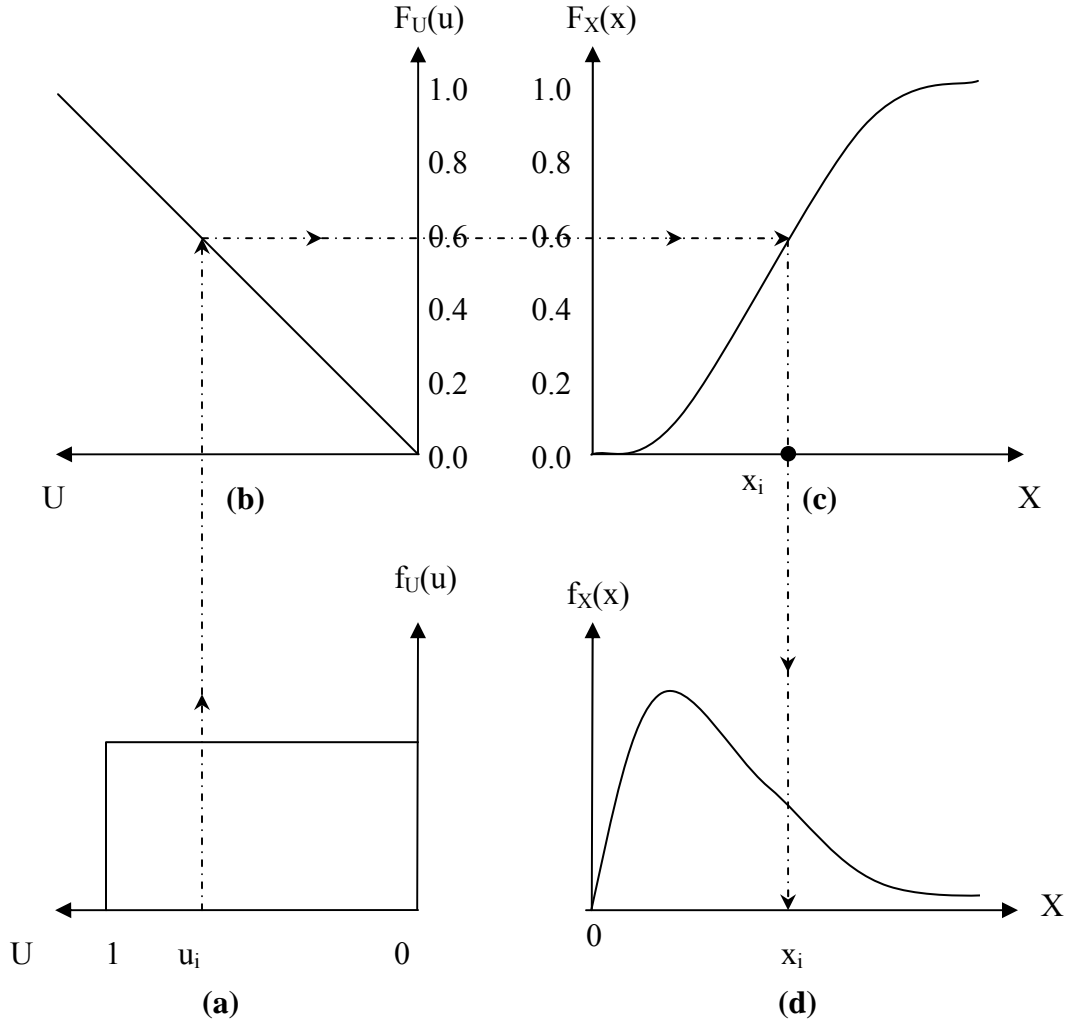 F_U(u) F_X(x)
1.0 1.0
0.8 0.8
0.6 0.6
0.4 0.4
0.2 0.2
0.0 0.0
x_i
U (b) (c) X
f_U(u) f_X(x)
X
0
U 1 u_i 0 x_i
(a) (d)